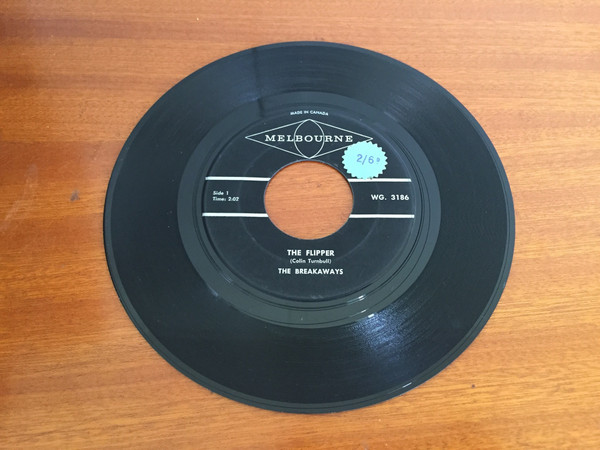 MADE IN CANADA
MELBOURNE
2/6
Side 1
Time: 2:02
WG. 3186
THE FLIPPER
(Colin Turnbull)
THE BREAKAWAYS